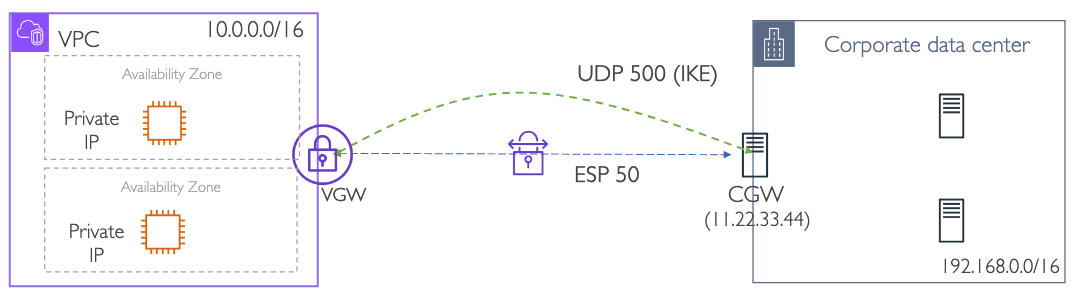 VPC
10.0.0.0/16
Availability Zone
Private
IP
Availability Zone
Private
IP
VGW
UDP 500 (IKE)
ESP 50
Corporate data center
CGW
(11.22.33.44)
192.168.0.0/16